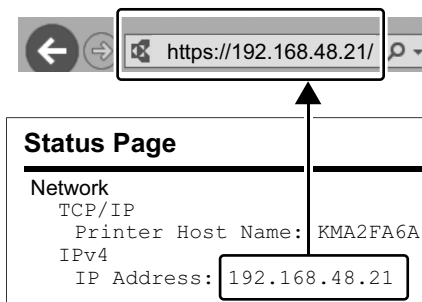 https://192.168.48.21/
Status Page
Network
TCP/IP
Printer Host Name: KMA2FA6A
IPv4
IP Address: 192.168.48.21